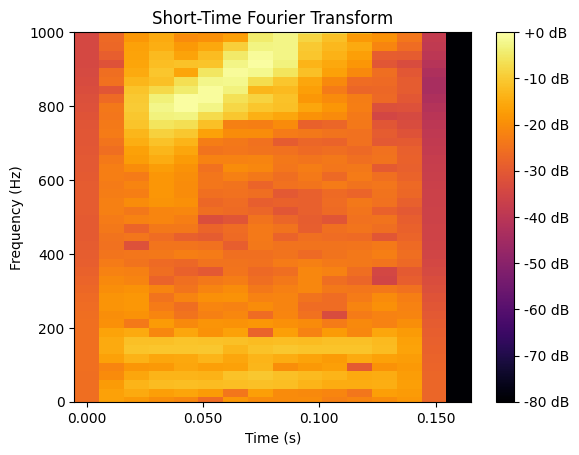 Short-Time Fourier Transform
1000
800
600
400
200
0
Frequency (Hz)
0.000
0.050
0.100
0.150
Time (s)
+0 dB
-10 dB
-20 dB
-30 dB
-40 dB
-50 dB
-60 dB
-70 dB
-80 dB